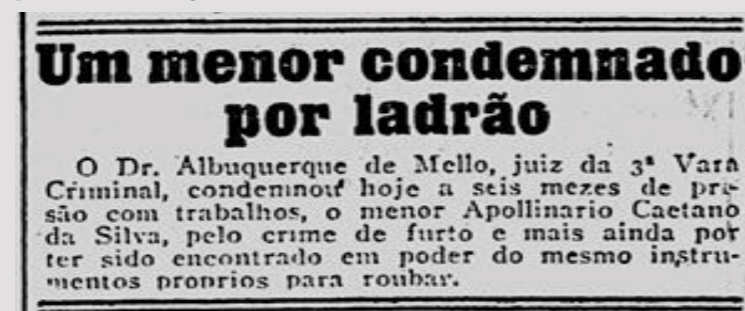 Um menor condemnado
por ladrão
O Dr. Albuquerque de Mello, juiz da 3ª Vara
Criminal, condemnou hoje a seis mezes de pri-
são com trabalhos, o menor Apollinario Caetano
da Silva, pelo crime de furto e mais ainda por
ter sido encontrado em poder do mesmo instru-
mentos proprios para roubar.